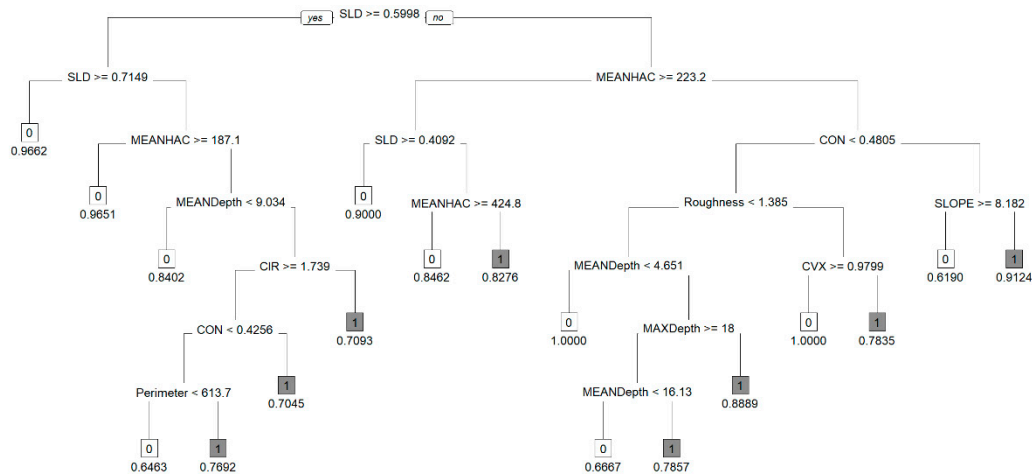 yes SLD >= 0.5998 no
SLD >= 0.7149 MEANHAC >= 223.2
0 MEANHAC >= 187.1 SLD >= 0.4092 CON < 0.4805
0.9662
0 MEANDepth < 9.034 0 MEANHAC >= 424.8 Roughness < 1.385 SLOPE >= 8.182
0.9651 0.9000
0 CIR >= 1.739 0 1 MEANDepth < 4.651 CVX >= 0.9799 0 1
0.8402 0.8462 0.8276 0.6190 0.9124
CON < 0.4256 1 0 MAXDepth >= 18 0 1
0.7093 1.0000 1.0000 0.7835
Perimeter < 613.7 1 MEANDepth < 16.13 1
0.7045 0.8889
0 1 0 1
0.6463 0.7692 0.6667 0.7857